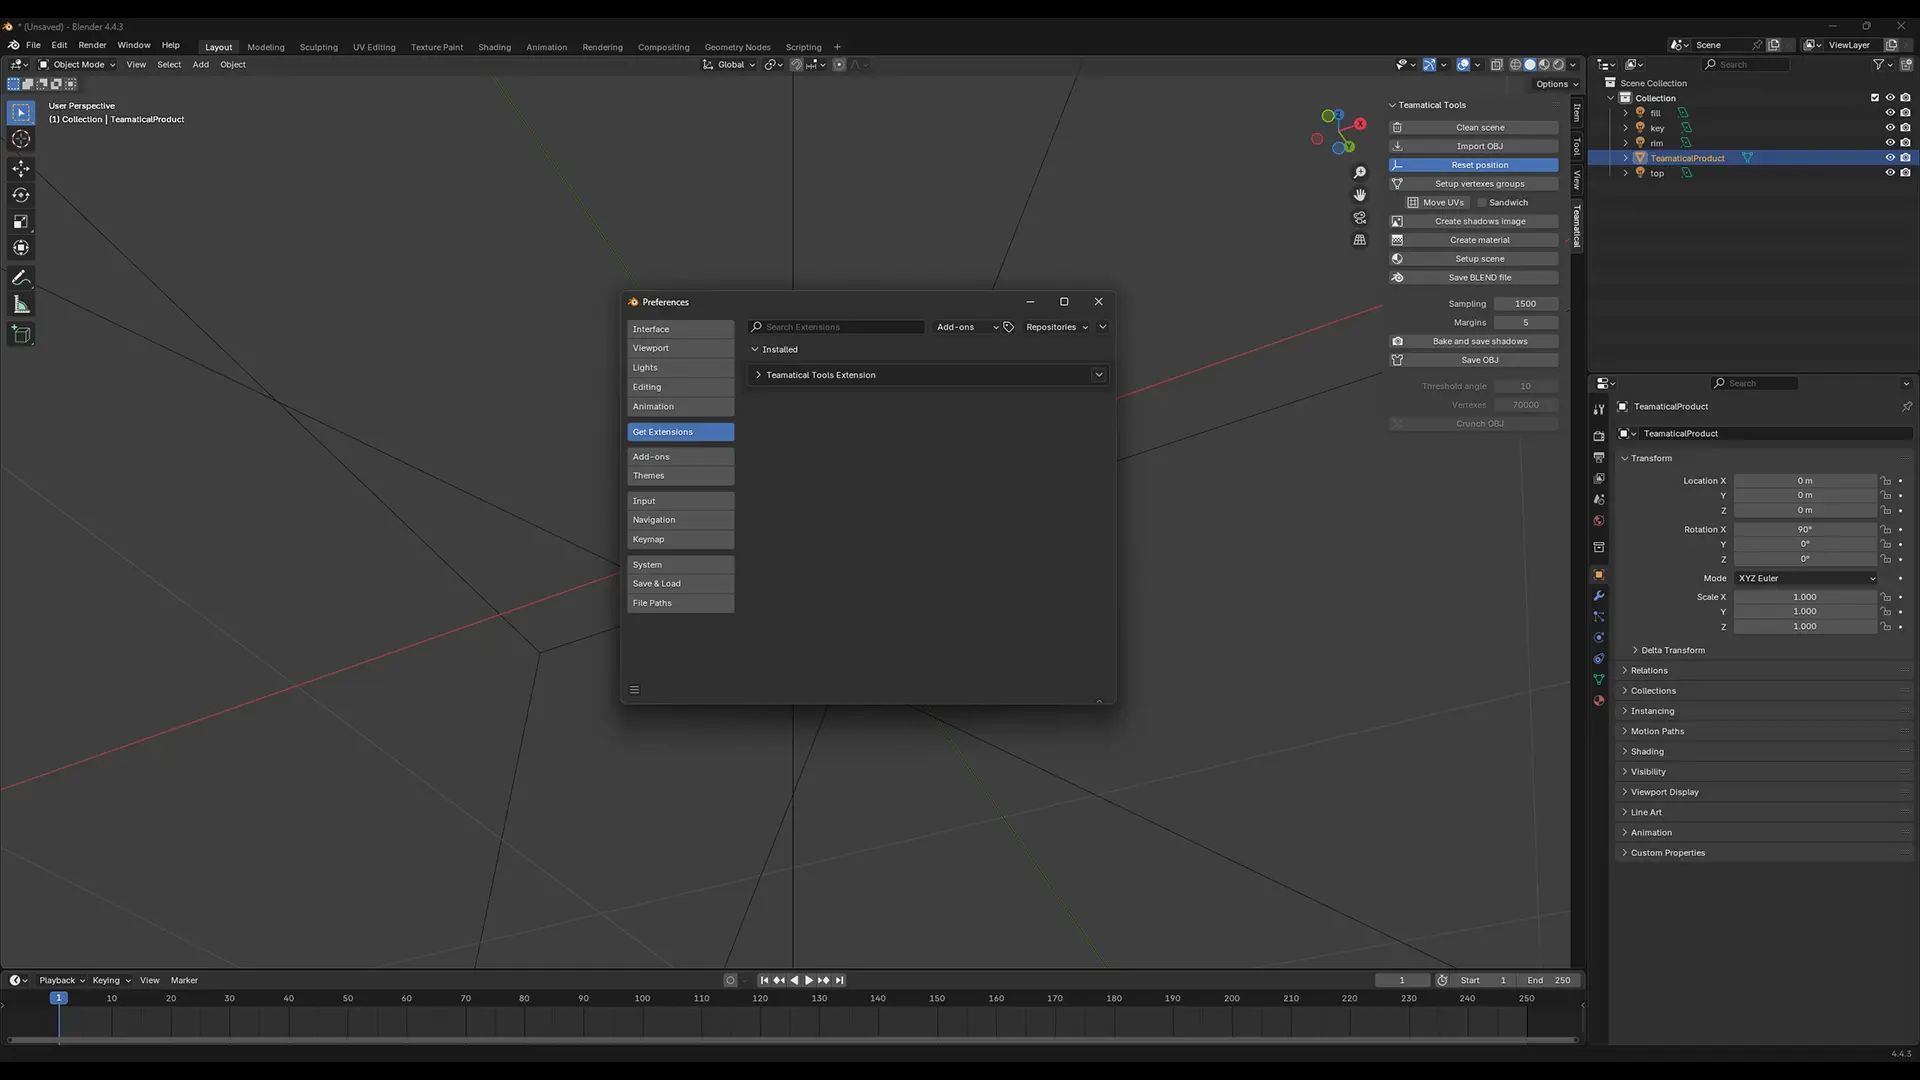 * (Unsaved) - Blender 4.4.3
File Edit Render Window Help Layout Modeling Sculpting UV Editing Texture Paint Shading Animation Rendering Compositing Geometry Nodes Scripting + Scene ViewLayer
Object Mode View Select Add Object Global Search
Options
User Perspective
(1) Collection | TeamaticalProduct
Z
X
Y
Teamatical Tools
Clean scene
Import OBJ
Reset position
Setup vertexes groups
Move UVs Sandwich
Create shadows image
Create material
Setup scene
Save BLEND file
Sampling 1500
Margins 5
Bake and save shadows
Save OBJ
Threshold angle 10
Vertexes 70000
Crunch OBJ
Item
Tool
View
Teamatical
Scene Collection
Collection
fill
key
rim
TeamaticalProduct
top
Preferences
Interface
Viewport
Lights
Editing
Animation
Get Extensions
Add-ons
Themes
Input
Navigation
Keymap
System
Save & Load
File Paths
Search Extensions Add-ons Repositories
Installed
Teamatical Tools Extension
Search
TeamaticalProduct
TeamaticalProduct
Transform
Location X 0 m
Y 0 m
Z 0 m
Rotation X 90°
Y 0°
Z 0°
Mode XYZ Euler
Scale X 1.000
Y 1.000
Z 1.000
Delta Transform
Relations
Collections
Instancing
Motion Paths
Shading
Visibility
Viewport Display
Line Art
Animation
Custom Properties
Playback Keying View Marker 1 Start 1 End 250
1 10 20 30 40 50 60 70 80 90 100 110 120 130 140 150 160 170 180 190 200 210 220 230 240 250
4.4.3